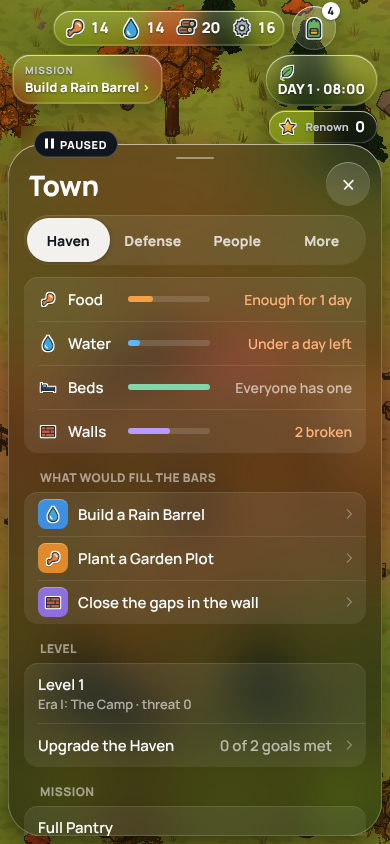 14 14 20 16 4
MISSION
Build a Rain Barrel ›
DAY 1 · 08:00
Renown 0
PAUSED
Town
Haven Defense People More
Food Enough for 1 day
Water Under a day left
Beds Everyone has one
Walls 2 broken
WHAT WOULD FILL THE BARS
Build a Rain Barrel
Plant a Garden Plot
Close the gaps in the wall
LEVEL
Level 1
Era I: The Camp · threat 0
Upgrade the Haven 0 of 2 goals met
MISSION
Full Pantry